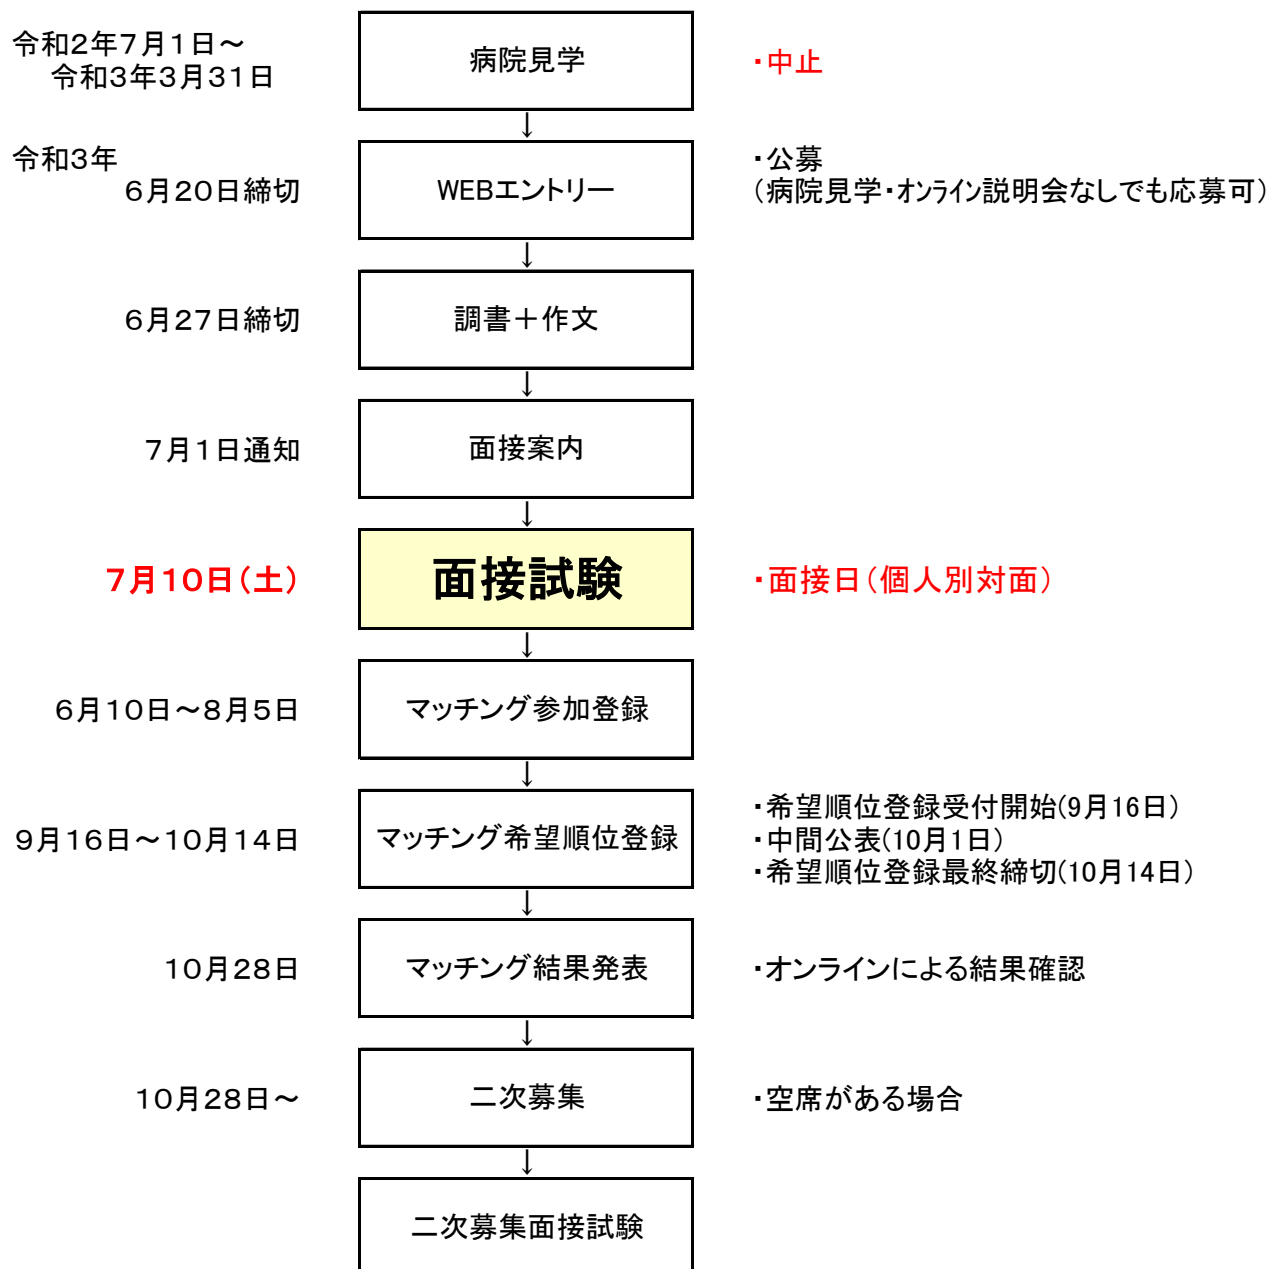 令和2年7月1日～
令和3年3月31日
病院見学
・中止
↓
令和3年
6月20日締切
WEBエントリー
・公募
(病院見学・オンライン説明会なしでも応募可)
↓
6月27日締切
調書＋作文
↓
7月1日通知
面接案内
↓
7月10日(土)
面接試験
・面接日(個人別対面)
↓
6月10日～8月5日
マッチング参加登録
↓
9月16日～10月14日
マッチング希望順位登録
・希望順位登録受付開始(9月16日)
・中間公表(10月1日)
・希望順位登録最終締切(10月14日)
↓
10月28日
マッチング結果発表
・オンラインによる結果確認
↓
10月28日～
二次募集
・空席がある場合
↓
二次募集面接試験